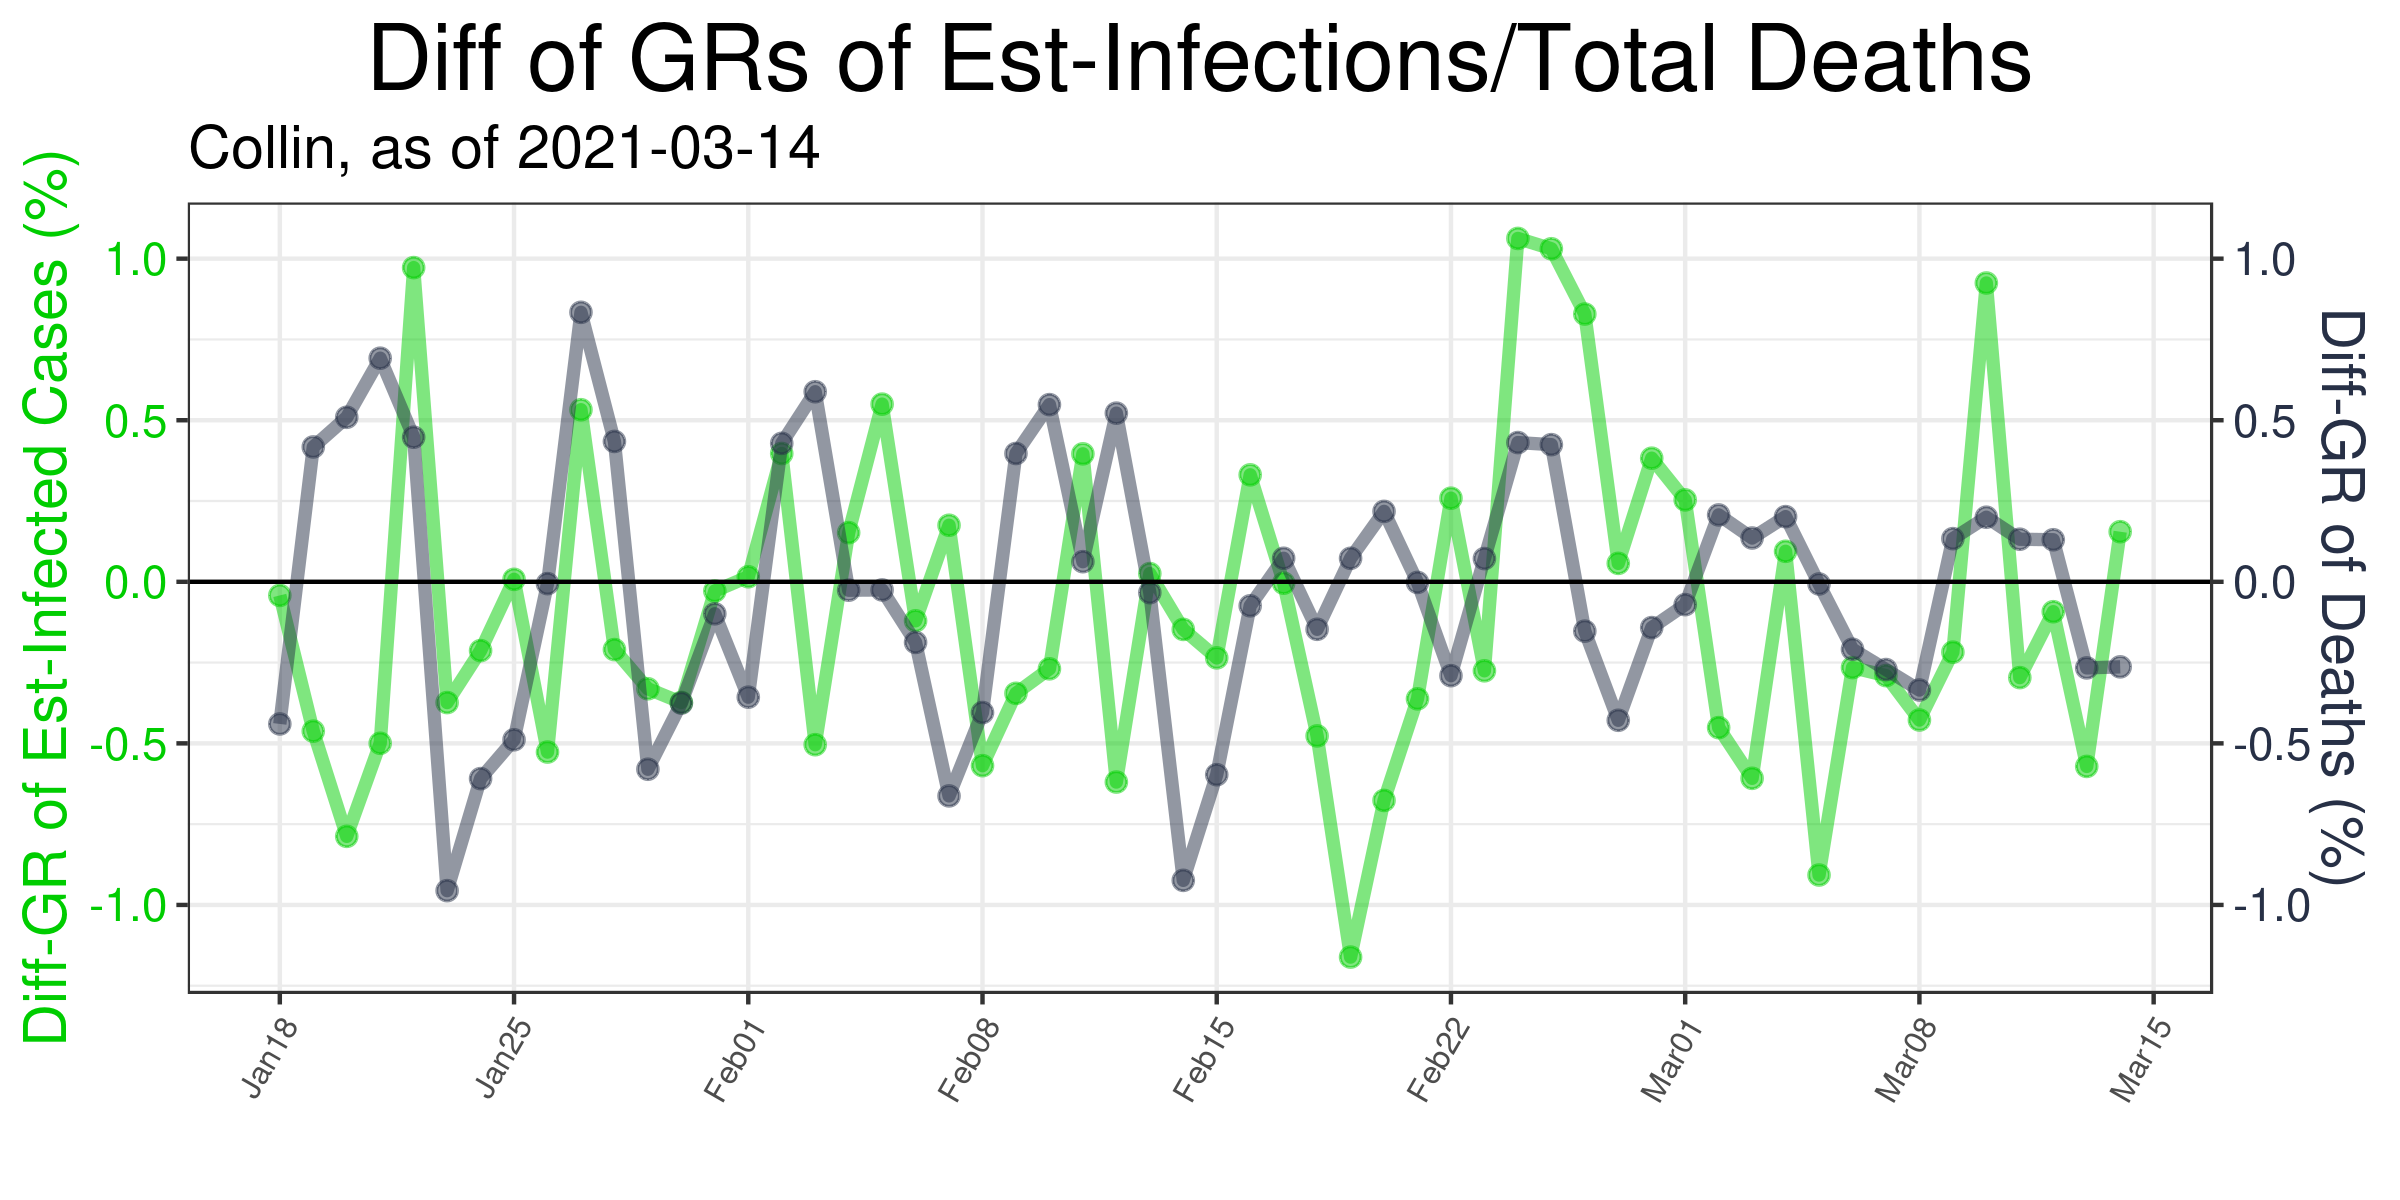 Diff of GRs of Est-Infections/Total Deaths
Collin, as of 2021-03-14
Diff-GR of Est-Infected Cases (%)
1.0
0.5
0.0
-0.5
-1.0
1.0
0.5
0.0
-0.5
-1.0
Diff-GR of Deaths (%)
Jan18
Jan25
Feb01
Feb08
Feb15
Feb22
Mar01
Mar08
Mar15